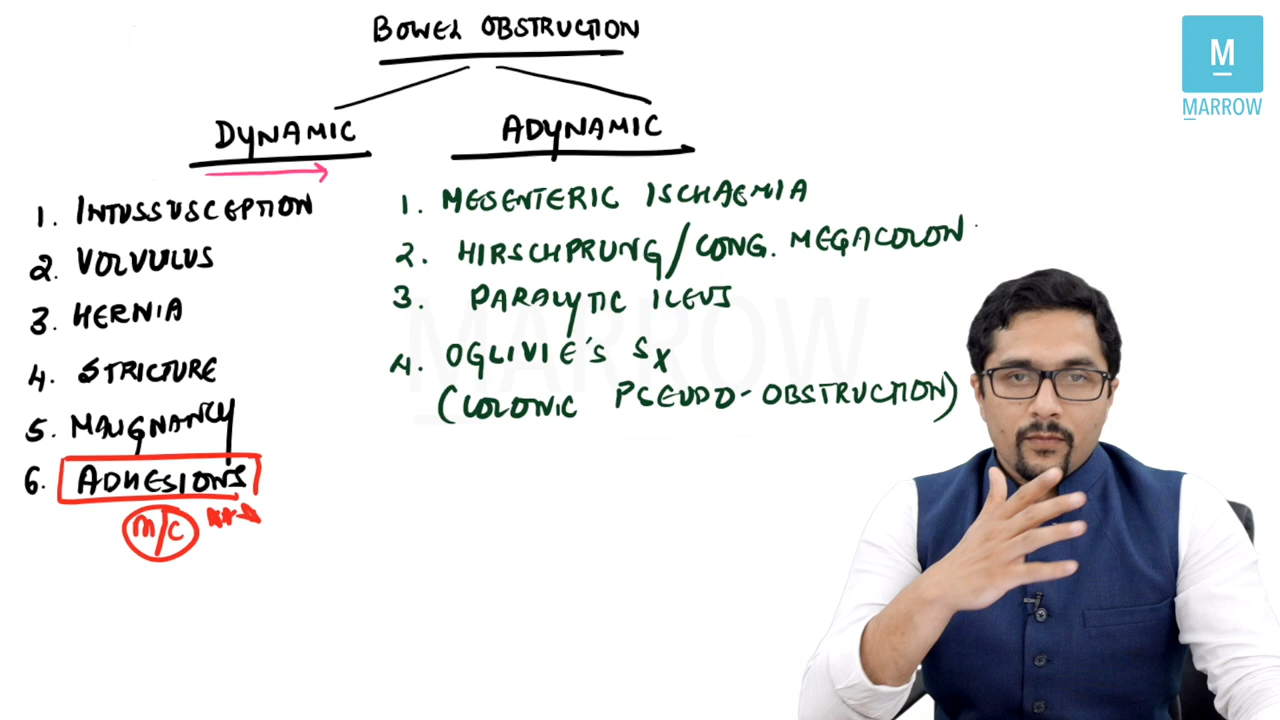 BOWEL OBSTRUCTION
M
MARROW
DYNAMIC
ADYNAMIC
1. INTUSSUSCEPTION
2. VOLVULUS
3. HERNIA
4. STRICTURE
5. MALIGNANCY
6. ADHESIONS
M/C
1. MESENTERIC ISCHAEMIA
2. HIRSCHPRUNG/CONG. MEGACOLON
3. PARALYTIC ILEUS
4. OGLIVIE'S Sx
(COLONIC PSEUDO-OBSTRUCTION)
MARROW